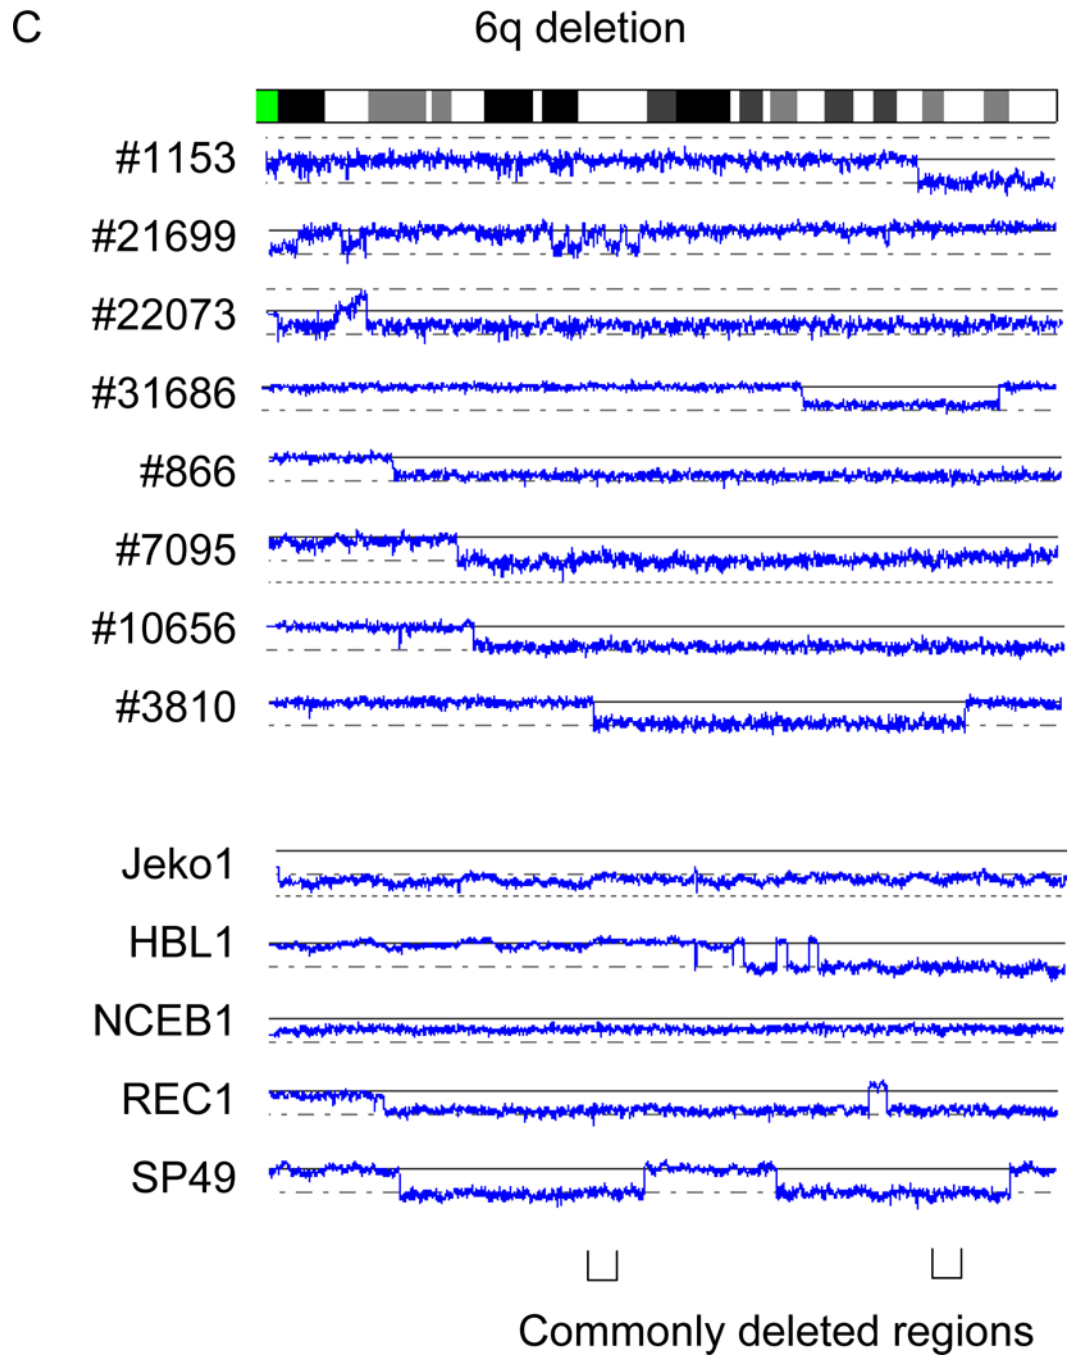 C
6q deletion
#1153
#21699
#22073
#31686
#866
#7095
#10656
#3810
Jeko1
HBL1
NCEB1
REC1
SP49
Commonly deleted regions